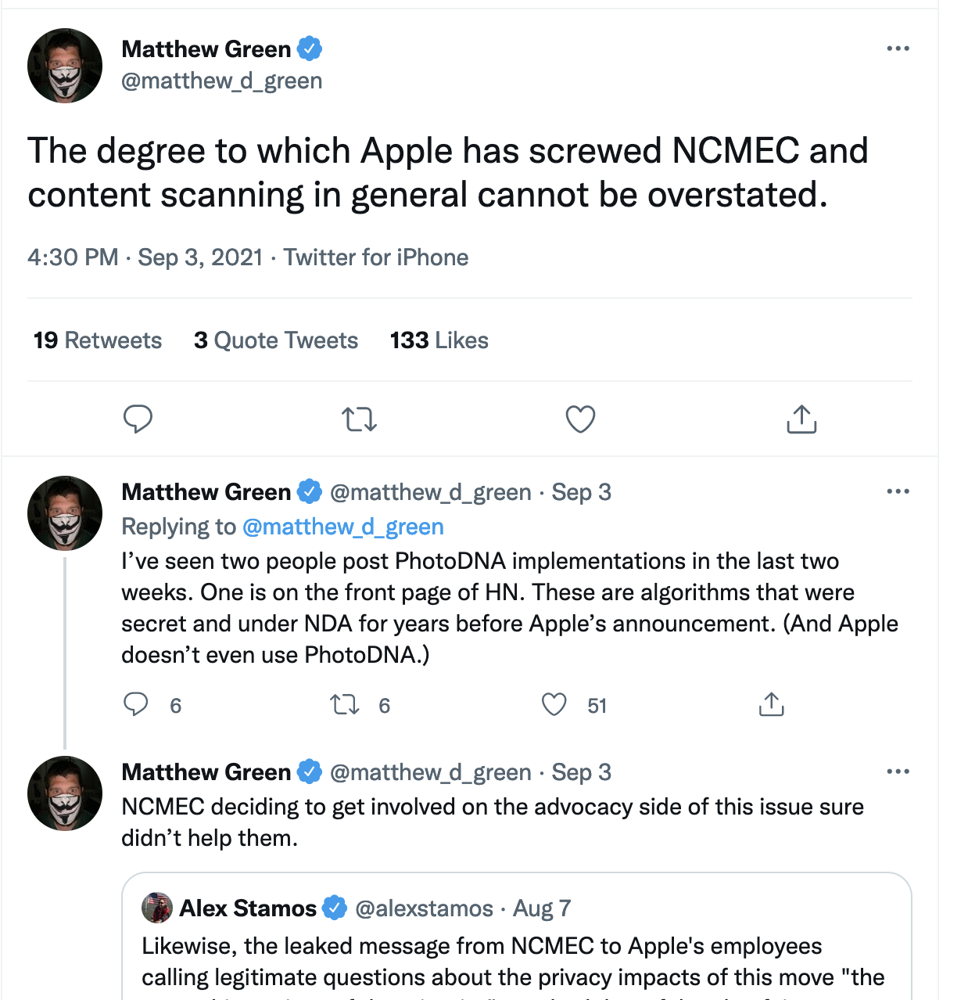 Matthew Green
@matthew_d_green
The degree to which Apple has screwed NCMEC and
content scanning in general cannot be overstated.
4:30 PM · Sep 3, 2021 · Twitter for iPhone
19 Retweets 3 Quote Tweets 133 Likes
Matthew Green @matthew_d_green · Sep 3
Replying to @matthew_d_green
I’ve seen two people post PhotoDNA implementations in the last two
weeks. One is on the front page of HN. These are algorithms that were
secret and under NDA for years before Apple’s announcement. (And Apple
doesn’t even use PhotoDNA.)
6 6 51
Matthew Green @matthew_d_green · Sep 3
NCMEC deciding to get involved on the advocacy side of this issue sure
didn’t help them.
Alex Stamos @alexstamos · Aug 7
Likewise, the leaked message from NCMEC to Apple's employees
calling legitimate questions about the privacy impacts of this move "the